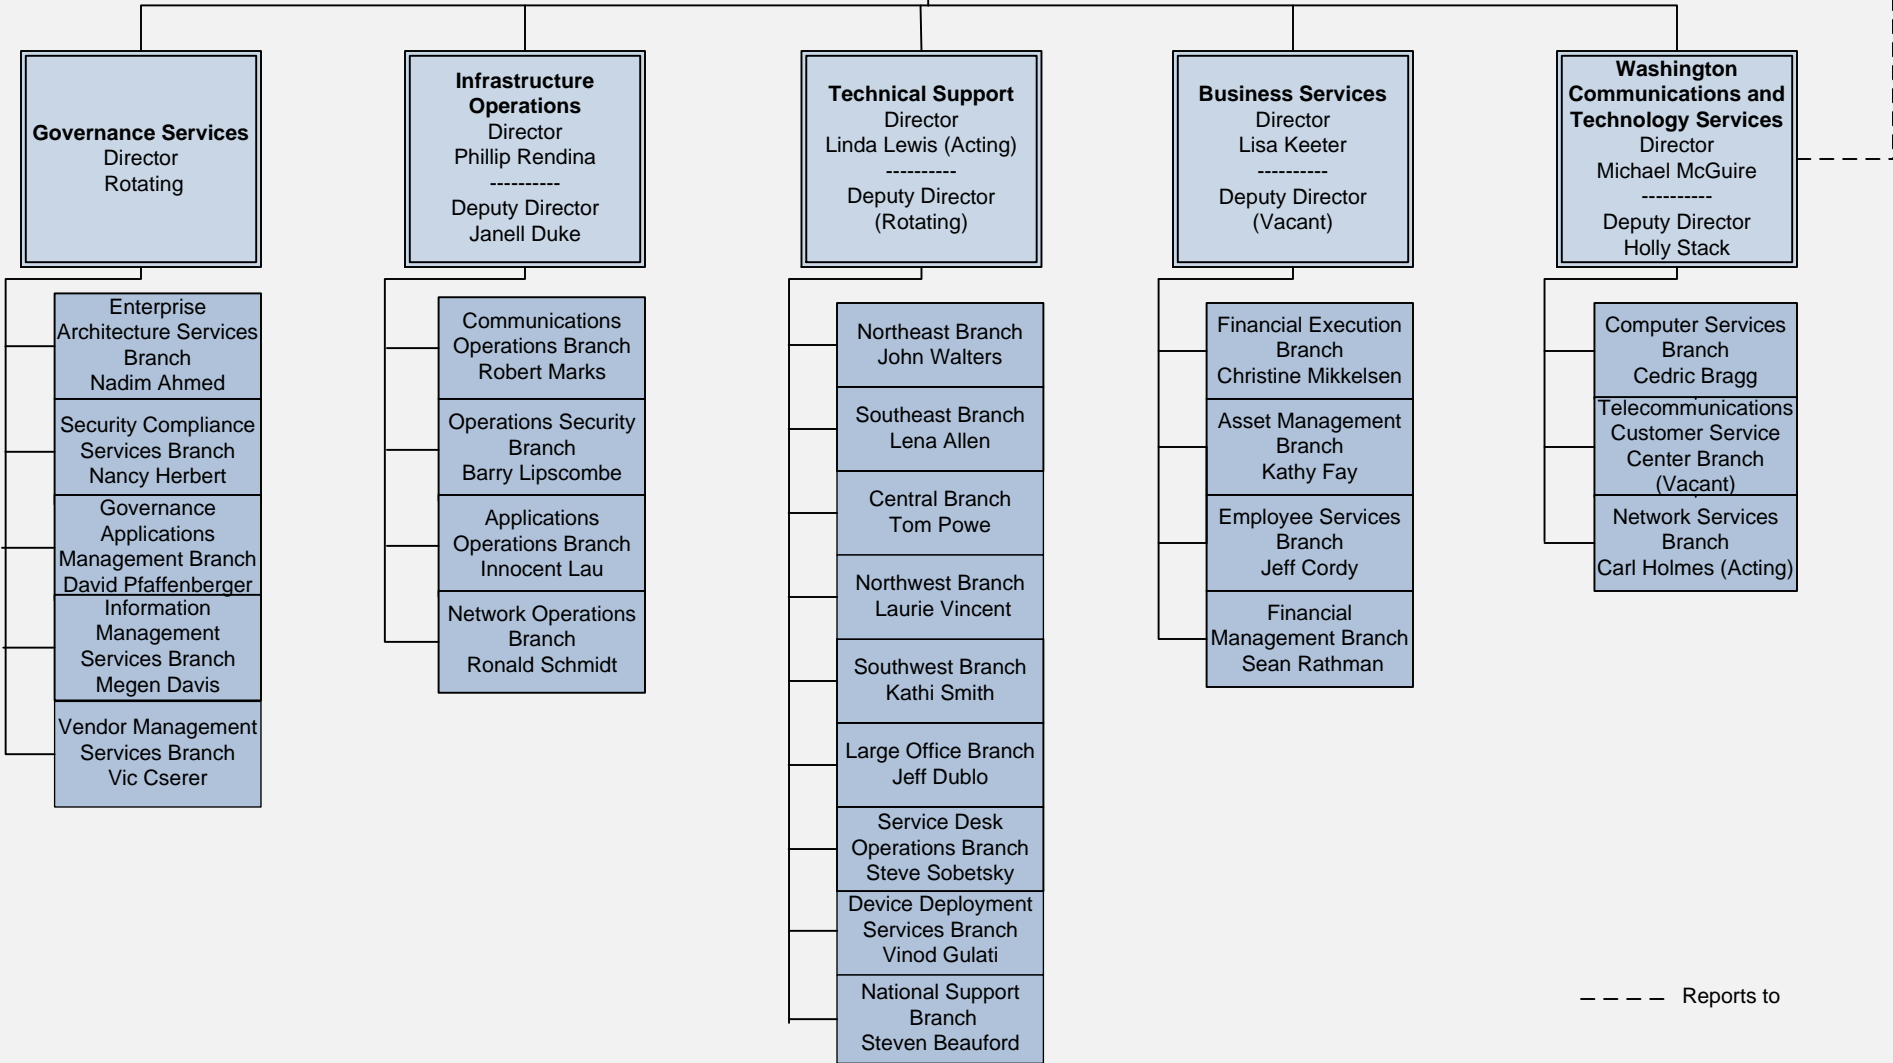 Governance Services
Director
Rotating
Enterprise
Architecture Services
Branch
Nadim Ahmed
Security Compliance
Services Branch
Nancy Herbert
Governance
Applications
Management Branch
David Pfaffenberger
Information
Management
Services Branch
Megen Davis
Vendor Management
Services Branch
Vic Cserer
Infrastructure
Operations
Director
Phillip Rendina
----------
Deputy Director
Janell Duke
Communications
Operations Branch
Robert Marks
Operations Security
Branch
Barry Lipscombe
Applications
Operations Branch
Innocent Lau
Network Operations
Branch
Ronald Schmidt
Technical Support
Director
Linda Lewis (Acting)
----------
Deputy Director
(Rotating)
Northeast Branch
John Walters
Southeast Branch
Lena Allen
Central Branch
Tom Powe
Northwest Branch
Laurie Vincent
Southwest Branch
Kathi Smith
Large Office Branch
Jeff Dublo
Service Desk
Operations Branch
Steve Sobetsky
Device Deployment
Services Branch
Vinod Gulati
National Support
Branch
Steven Beauford
Business Services
Director
Lisa Keeter
----------
Deputy Director
(Vacant)
Financial Execution
Branch
Christine Mikkelsen
Asset Management
Branch
Kathy Fay
Employee Services
Branch
Jeff Cordy
Financial
Management Branch
Sean Rathman
Washington
Communications and
Technology Services
Director
Michael McGuire
----------
Deputy Director
Holly Stack
Computer Services
Branch
Cedric Bragg
Telecommunications
Customer Service
Center Branch
(Vacant)
Network Services
Branch
Carl Holmes (Acting)
Reports to